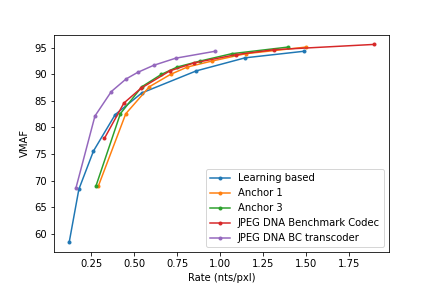 95
90
85
80
75
70
65
60
VMAF
Learning based
Anchor 1
Anchor 3
JPEG DNA Benchmark Codec
JPEG DNA BC transcoder
0.25 0.50 0.75 1.00 1.25 1.50 1.75
Rate (nts/pxl)